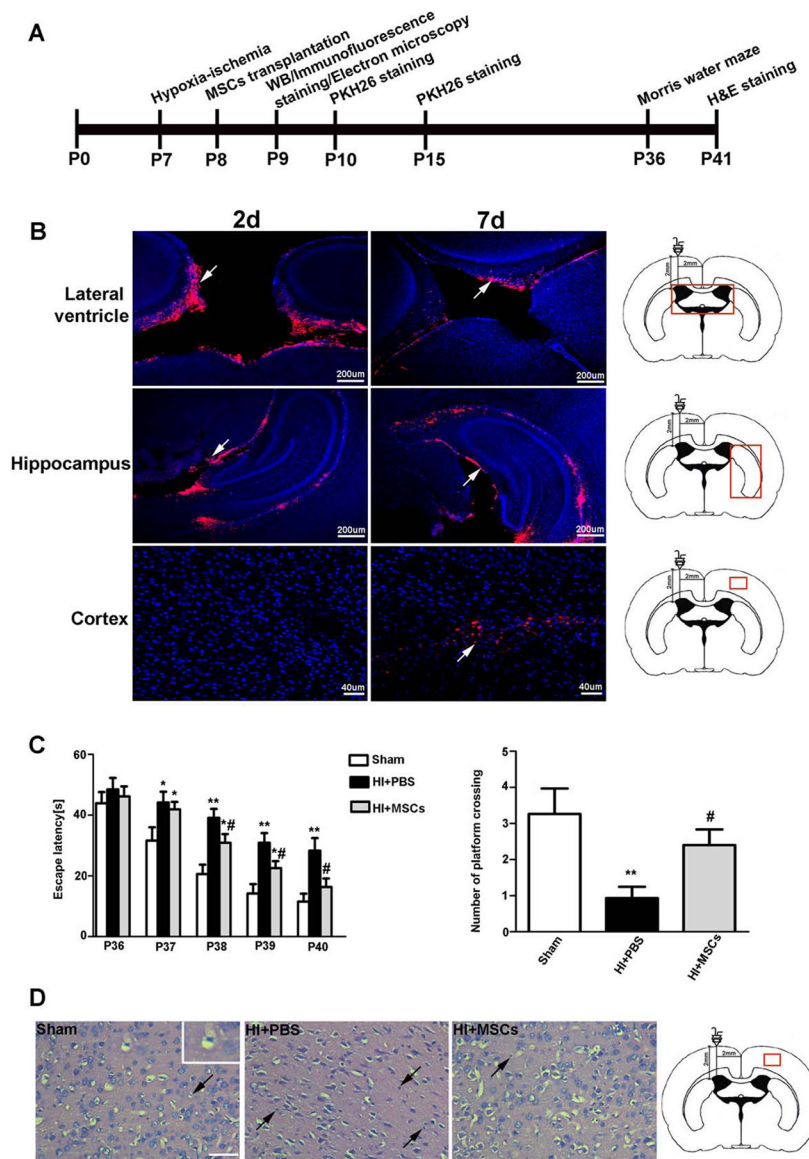 A
Hypoxia-ischemia
MSCs transplantation
WB/Immunofluorescence
staining/Electron microscopy
PKH26 staining
PKH26 staining
Morris water maze
H&E staining
P0 P7 P8 P9 P10 P15 P36 P41
B
2d 7d
Lateral
ventricle
200um 200um
2mm 2mm
Hippocampus
200um 200um
2mm 2mm
Cortex
40um 40um
2mm 2mm
C
Escape latency[s]
60
40
20
0
* *
** *#
** *#
** #
P36 P37 P38 P39 P40
Sham
HI+PBS
HI+MSCs
Number of platform crossing
5
4
3
2
1
0
**
#
Sham HI+PBS HI+MSCs
D
Sham HI+PBS HI+MSCs
2mm 2mm